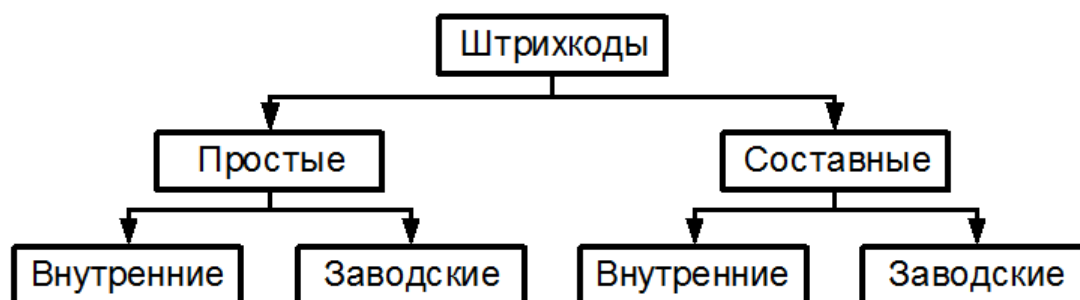 Штрихкоды
Простые
Составные
Внутренние
Заводские
Внутренние
Заводские